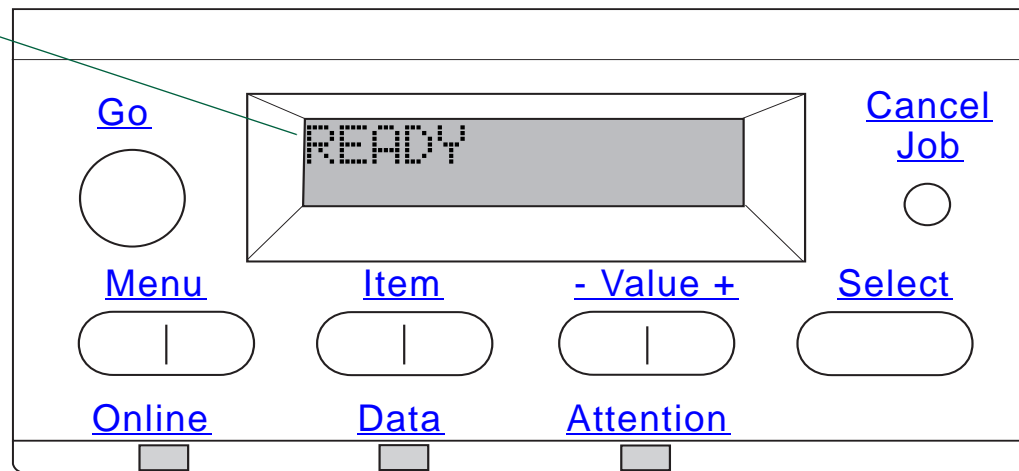 Go
READY
Cancel
Job
Menu
Item
- Value +
Select
Online
Data
Attention